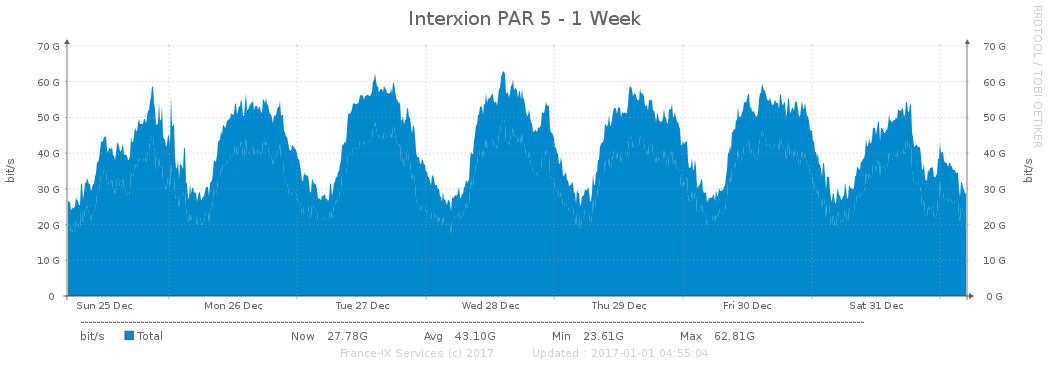 Interxion PAR 5 - 1 Week
RRDTOOL / TOBI OETIKER
70 G 70 G
60 G 60 G
50 G 50 G
40 G 40 G
30 G 30 G
20 G 20 G
10 G 10 G
0 0 G
bit/s bit/s
Sun 25 Dec Mon 26 Dec Tue 27 Dec Wed 28 Dec Thu 29 Dec Fri 30 Dec Sat 31 Dec
bit/s Total Now 27.78G Avg 43.10G Min 23.61G Max 62.81G
France-IX Services (c) 2017 Updated : 2017-01-01 04:55:04